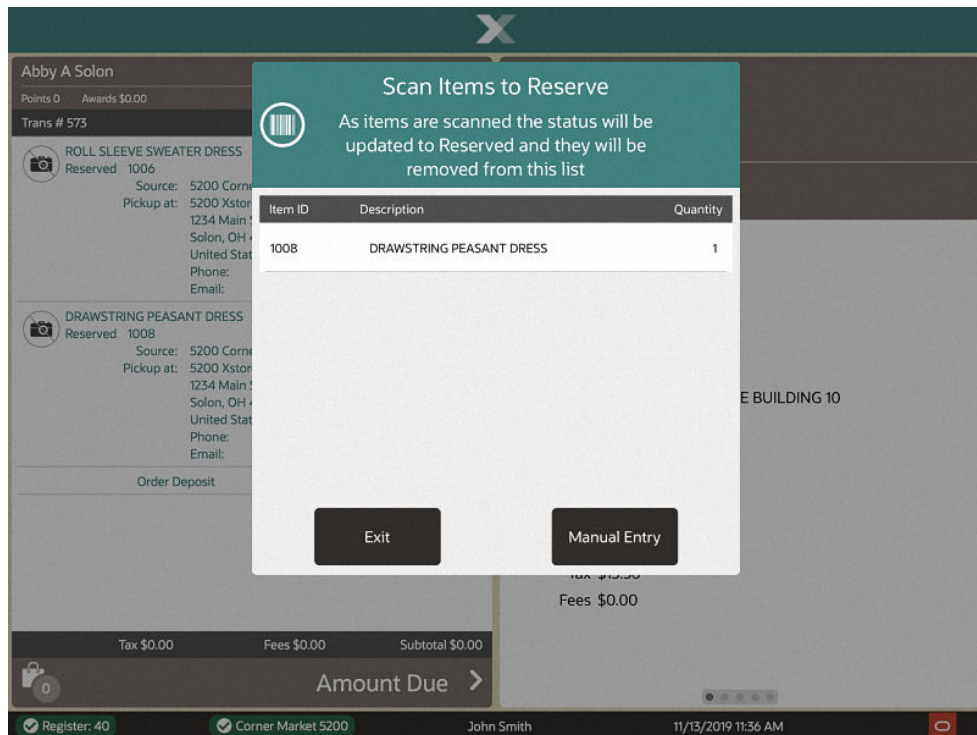 Abby A Solon
Points 0 Awards $0.00
Trans # 573
ROLL SLEEVE SWEATER DRESS
Reserved 1006
Source: 5200 Corne
Pickup at: 5200 Xstor
1234 Main
Solon, OH
United Stat
Phone:
Email:
DRAWSTRING PEASANT DRESS
Reserved 1008
Source: 5200 Corne
Pickup at: 5200 Xstor
1234 Main
Solon, OH
United Stat
Phone:
Email:
Order Deposit
Tax $0.00 Fees $0.00 Subtotal $0.00
0
Amount Due >
Scan Items to Reserve
As items are scanned the status will be
updated to Reserved and they will be
removed from this list
Item ID Description Quantity
1008 DRAWSTRING PEASANT DRESS 1
Exit Manual Entry
E BUILDING 10
Fees $0.00
Register: 40 Corner Market 5200 John Smith 11/13/2019 11:36 AM